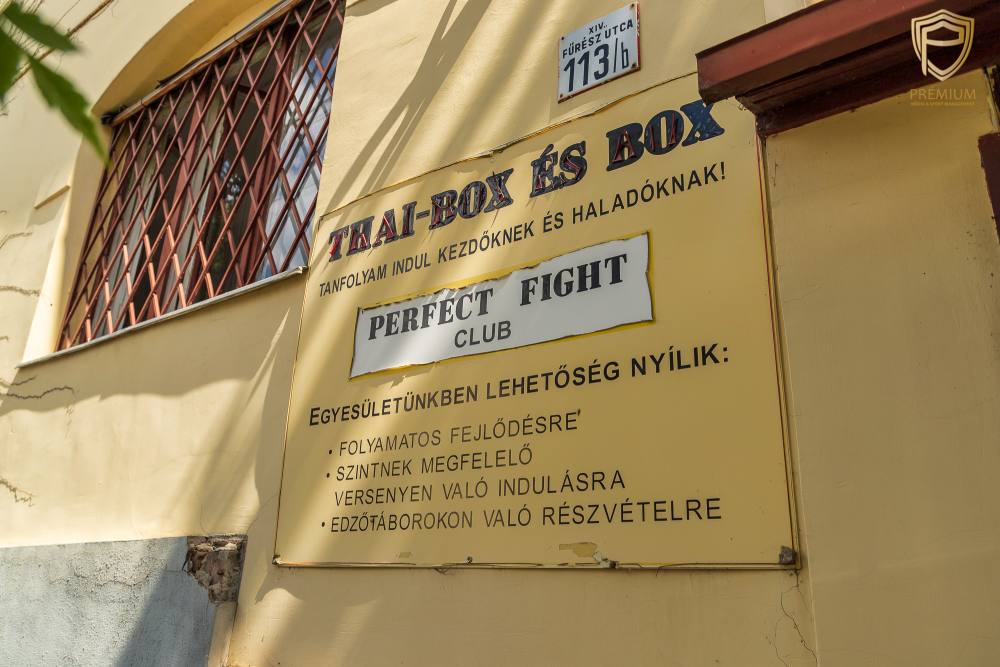 XIV.
FŰRÉSZ UTCA
113/b
PREMIUM
THAI-BOX ÉS BOX
TANFOLYAM INDUL KEZDŐKNEK ÉS HALADÓKNAK!
PERFECT FIGHT
CLUB
EGYESÜLETÜNKBEN LEHETŐSÉG NYÍLIK:
• FOLYAMATOS FEJLŐDÉSRE
• SZINTNEK MEGFELELŐ
VERSENYEN VALÓ INDULÁSRA
• EDZŐTÁBOROKON VALÓ RÉSZVÉTELRE